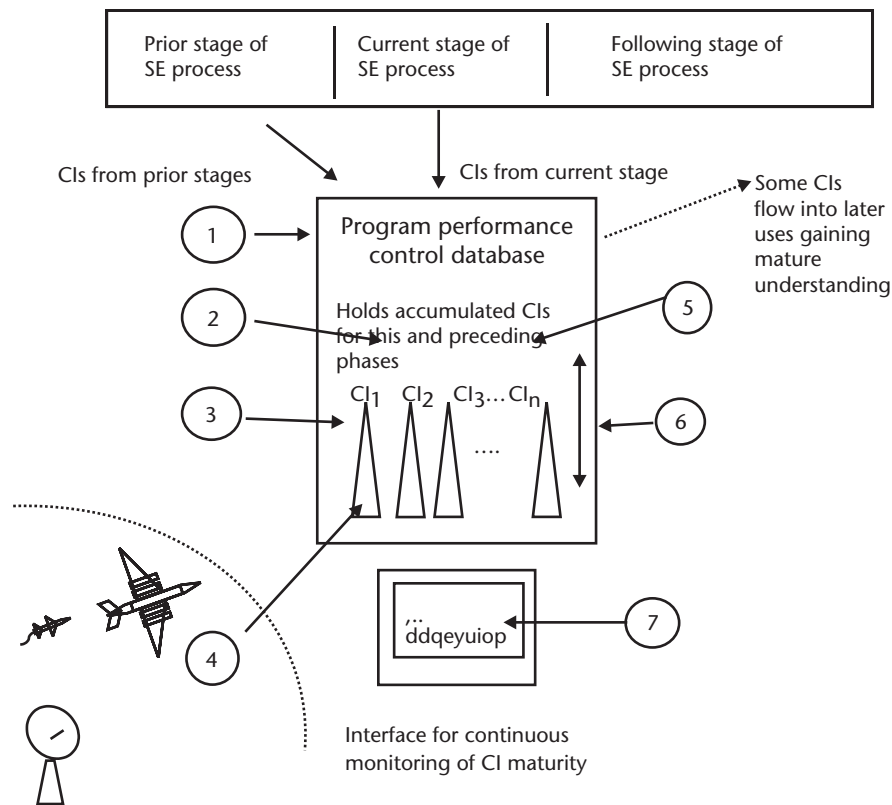 Prior stage of
SE process
Current stage of
SE process
Following stage of
SE process
CIs from prior stages
CIs from current stage
Some CIs
flow into later
uses gaining
mature
understanding
1
Program performance
control database
2
5
Holds accumulated CIs
for this and preceding
phases
3
CI1 CI2 CI3... CIn
6
....
4
,..
ddqeyuiop
7
Interface for continuous
monitoring of CI maturity